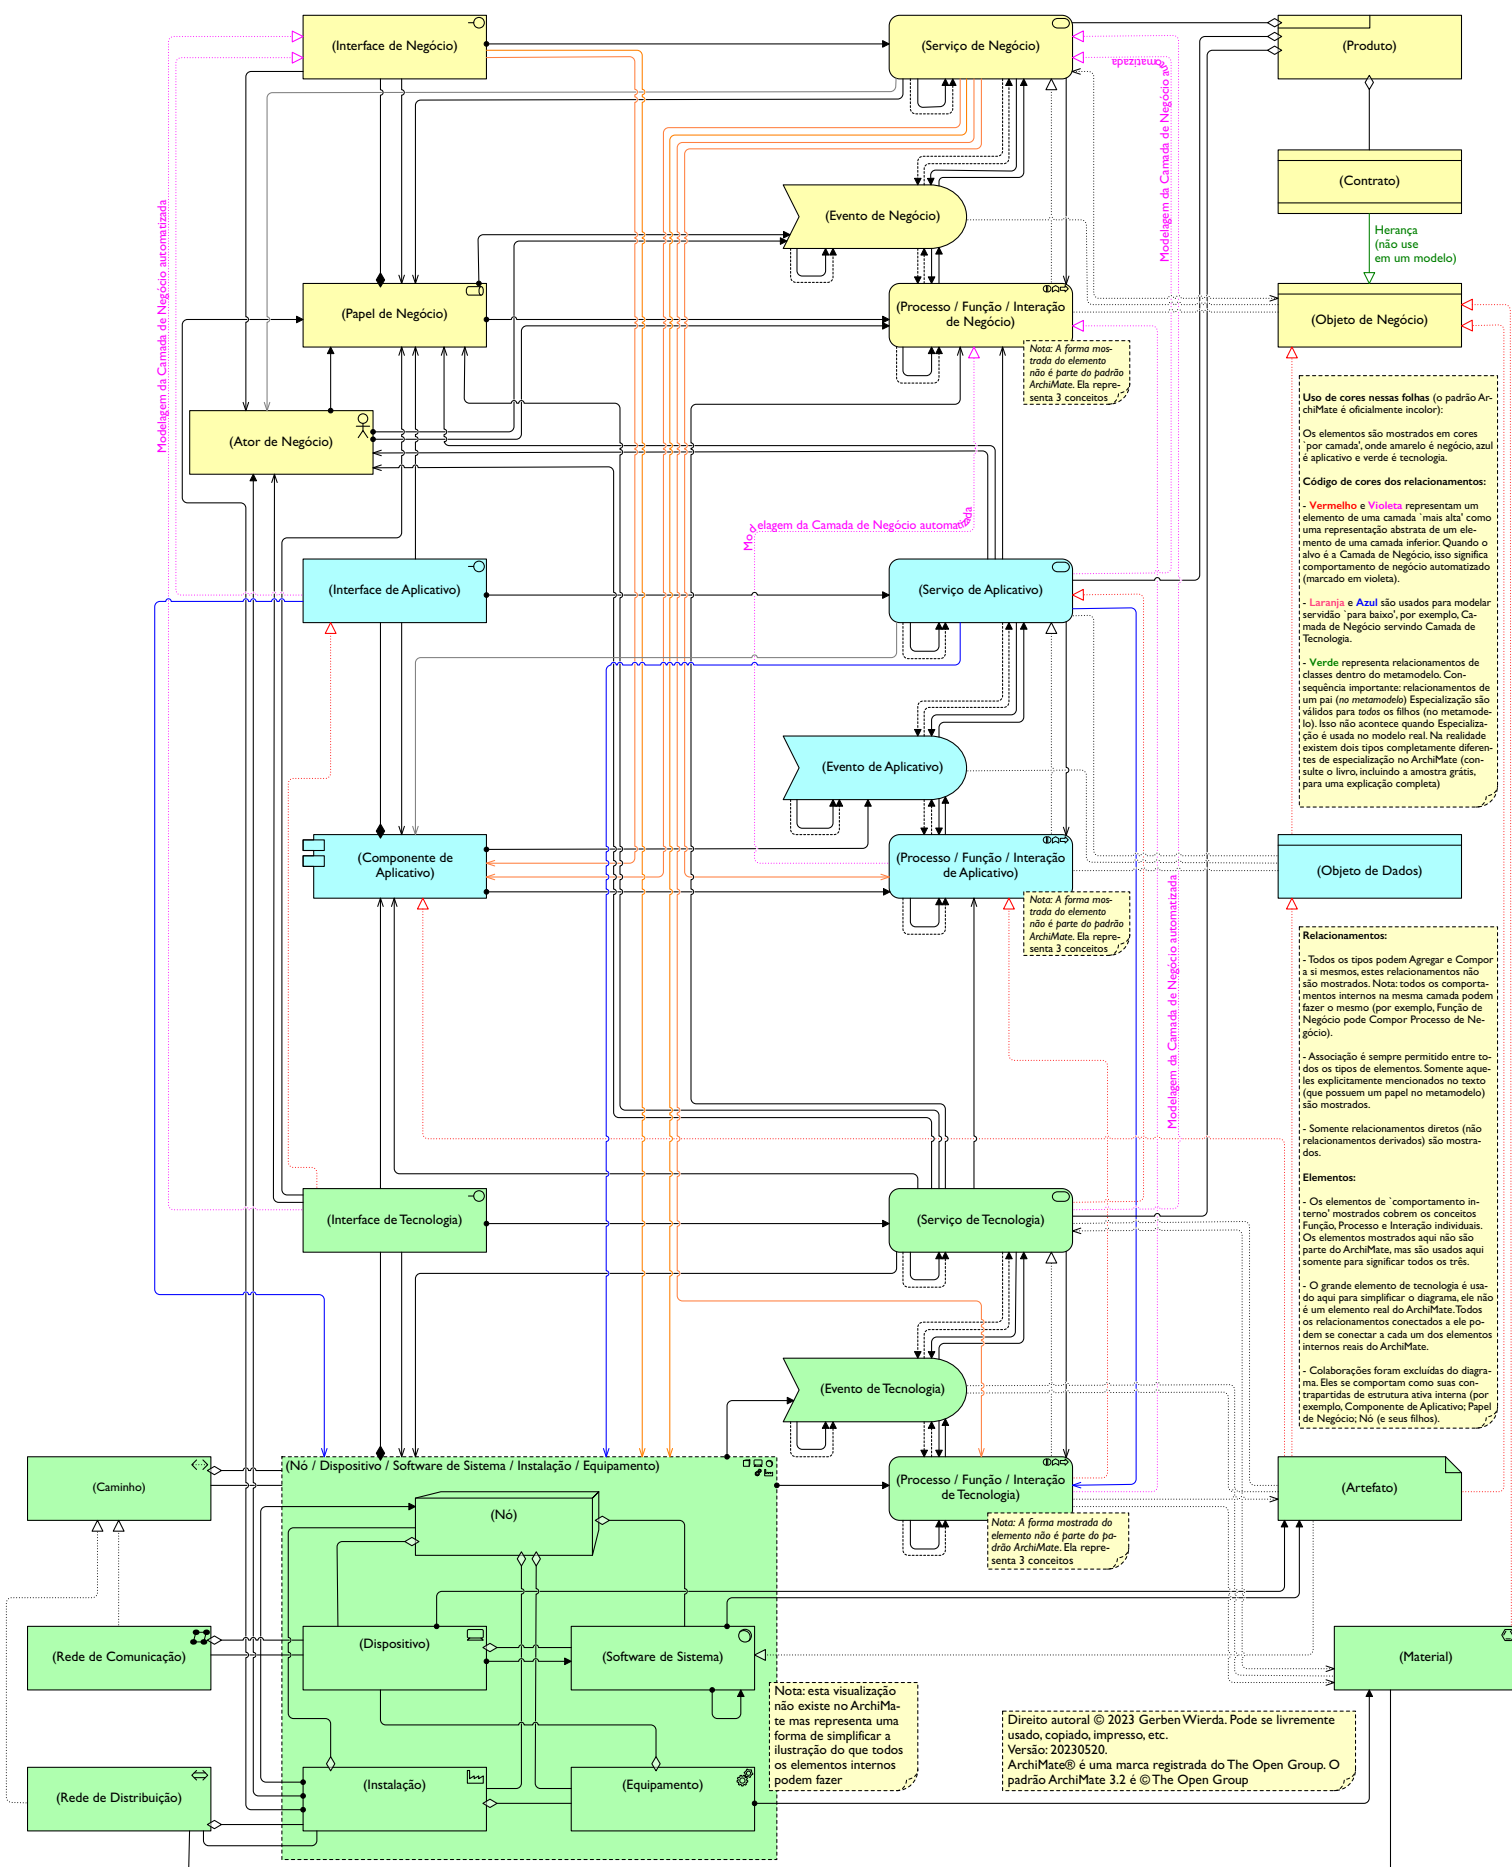 (Interface de Negócio)
(Serviço de Negócio)
(Produto)
Modelagem da Camada de Negócio automatizada
Modelagem da Camada de Negócio automatizada
(Contrato)
(Evento de Negócio)
Herança
(não use
em um modelo)
(Papel de Negócio)
(Processo / Função / Interação
de Negócio)
(Objeto de Negócio)
Nota: A forma mos-
trada do elemento
não é parte do padrão
ArchiMate. Ela repre-
senta 3 conceitos
(Ator de Negócio)
Uso de cores nessas folhas (o padrão Ar-
chiMate é oficialmente incolor):
Os elementos são mostrados em cores
`por camada', onde amarelo é negócio, azul
é aplicativo e verde é tecnologia.
Código de cores dos relacionamentos:
- Vermelho e Violeta representam um
elemento de uma camada `mais alta' como
uma representação abstrata de um ele-
mento de uma camada inferior. Quando o
alvo é a Camada de Negócio, isso significa
comportamento de negócio automatizado
(marcado em violeta).
- Laranja e Azul são usados para modelar
servidão `para baixo', por exemplo, Ca-
mada de Negócio servindo Camada de
Tecnologia.
- Verde representa relacionamentos de
classes dentro do metamodelo. Con-
sequência importante: relacionamentos de
um pai (no metamodelo) Especialização são
válidos para todos os filhos (no metamode-
lo). Isso não acontece quando Especializa-
ção é usada no modelo real. Na realidade
existem dois tipos completamente diferen-
tes de especialização no ArchiMate (con-
sulte o livro, incluindo a amostra grátis,
para uma explicação completa)
Modelagem da Camada de Negócio automatizada
(Interface de Aplicativo)
(Serviço de Aplicativo)
(Evento de Aplicativo)
(Componente de
Aplicativo)
(Processo / Função / Interação
de Aplicativo)
(Objeto de Dados)
Nota: A forma mos-
trada do elemento
não é parte do padrão
ArchiMate. Ela repre-
senta 3 conceitos
Modelagem da Camada de Negócio automatizada
Relacionamentos:
- Todos os tipos podem Agregar e Compor
a si mesmos, estes relacionamentos não
são mostrados. Nota: todos os comporta-
mentos internos na mesma camada podem
fazer o mesmo (por exemplo, Função de
Negócio pode Compor Processo de Ne-
gócio).
- Associação é sempre permitido entre to-
dos os tipos de elementos. Somente aque-
les explicitamente mencionados no texto
(que possuem um papel no metamodelo)
são mostrados.
- Somente relacionamentos diretos (não
relacionamentos derivados) são mostra-
dos.
Elementos:
- Os elementos de `comportamento in-
terno' mostrados cobrem os conceitos
Função, Processo e Interação individuais.
Os elementos mostrados aqui não são
parte do ArchiMate, mas são usados aqui
somente para significar todos os três.
- O grande elemento de tecnologia é usa-
do aqui para simplificar o diagrama, ele não
é um elemento real do ArchiMate. Todos
os relacionamentos conectados a ele po-
dem se conectar a cada um dos elementos
internos reais do ArchiMate.
- Colaborações foram excluídas do diagra-
ma. Eles se comportam como suas con-
trapartidas de estrutura ativa interna (por
exemplo, Componente de Aplicativo; Papel
de Negócio; Nó (e seus filhos).
(Interface de Tecnologia)
(Serviço de Tecnologia)
(Evento de Tecnologia)
(Nó / Dispositivo / Software de Sistema / Instalação / Equipamento)
(Caminho)
(Nó)
(Processo / Função / Interação
de Tecnologia)
(Artefato)
Nota: A forma mostrada do
elemento não é parte do pa-
drão ArchiMate. Ela repre-
senta 3 conceitos
(Rede de Comunicação)
(Dispositivo)
(Software de Sistema)
(Material)
Nota: esta visualização
não existe no ArchiMa-
te mas representa uma
forma de simplificar a
ilustração do que todos
os elementos internos
podem fazer
Direito autoral © 2023 Gerben Wierda. Pode se livremente
usado, copiado, impresso, etc.
Versão: 20230520.
ArchiMate® é uma marca registrada do The Open Group. O
padrão ArchiMate 3.2 é © The Open Group
(Rede de Distribuição)
(Instalação)
(Equipamento)